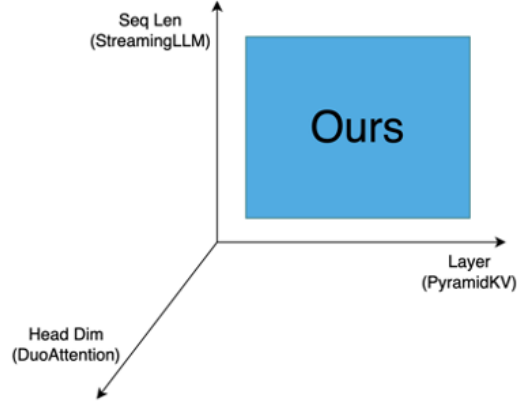 Seq Len
(StreamingLLM)
Ours
Layer
(PyramidKV)
Head Dim
(DuoAttention)